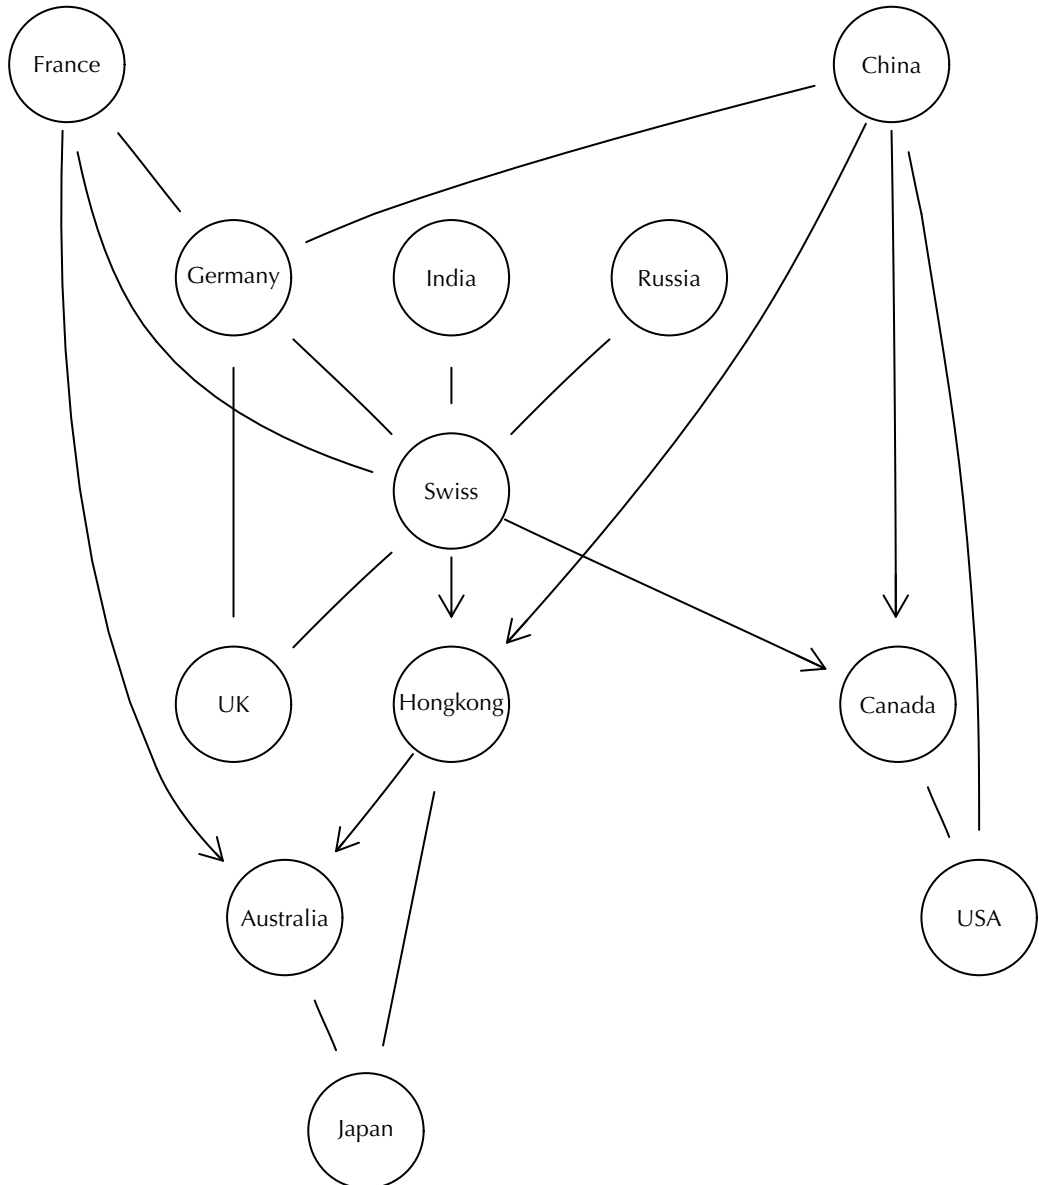 France
China
Germany
India
Russia
Swiss
UK
Hongkong
Canada
Australia
USA
Japan